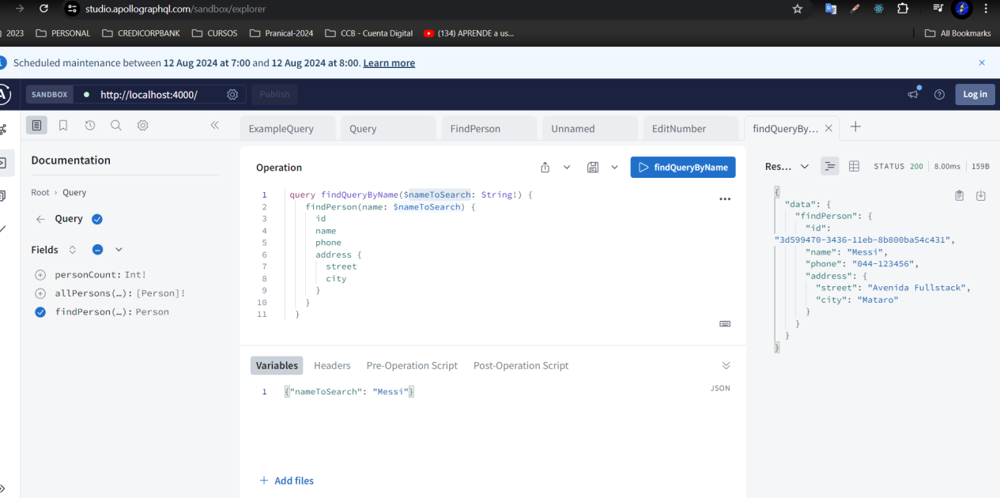 studio.apollographql.com/sandbox/explorer
2023 PERSONAL CREDICORPBANK CURSOS Pranical-2024 CCB - Cuenta Digital (134) APRENDE a us... All Bookmarks
Scheduled maintenance between 12 Aug 2024 at 7:00 and 12 Aug 2024 at 8:00. Learn more
SANDBOX http://localhost:4000/ Publish Log in
ExampleQuery Query FindPerson Unnamed EditNumber findQueryBy...
Documentation
Root › Query
Query
Fields
personCount: Int!
allPersons(…): [Person]!
findPerson(…): Person
Operation
findQueryByName
1 query findQueryByName($nameToSearch: String!) {
2 findPerson(name: $nameToSearch) {
3 id
4 name
5 phone
6 address {
7 street
8 city
9 }
10 }
11 }
Variables Headers Pre-Operation Script Post-Operation Script
1 {"nameToSearch": "Messi"}
JSON
+ Add files
Res... STATUS 200 8.00ms 159B
{
"data": {
"findPerson": {
"id":
"3d599470-3436-11eb-8b800ba54c431",
"name": "Messi",
"phone": "044-123456",
"address": {
"street": "Avenida Fullstack",
"city": "Mataro"
}
}
}
}